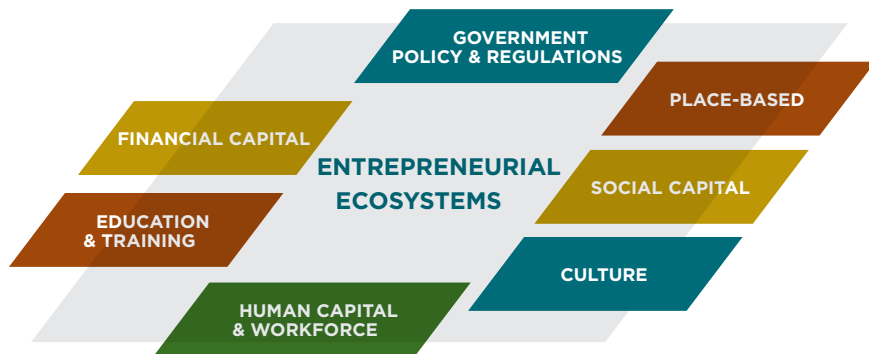 GOVERNMENT
POLICY & REGULATIONS
PLACE-BASED
FINANCIAL CAPITAL
ENTREPRENEURIAL
ECOSYSTEMS
SOCIAL CAPITAL
EDUCATION
& TRAINING
CULTURE
HUMAN CAPITAL
& WORKFORCE